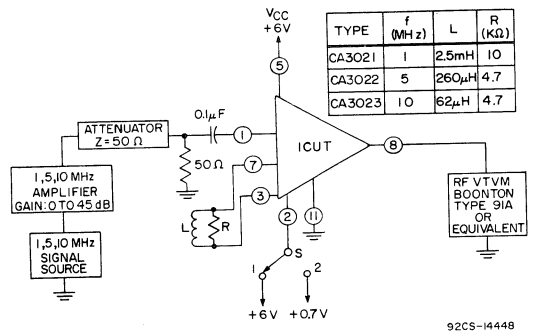 VCC
+6V
TYPE f (MHz) L R (KΩ)
CA3021 1 2.5mH 10
CA3022 5 260μH 4.7
CA3023 10 62μH 4.7
5
0.1μF
ATTENUATOR
Z=50 Ω
1
ICUT
8
50Ω
7
1,5,10 MHz
AMPLIFIER
GAIN:0 TO 45dB
3
L
R
2
11
RF VTVM
BOONTON
TYPE 91A
OR
EQUIVALENT
1,5,10 MHz
SIGNAL
SOURCE
S
1
2
+6V
+0.7V
92CS-14448